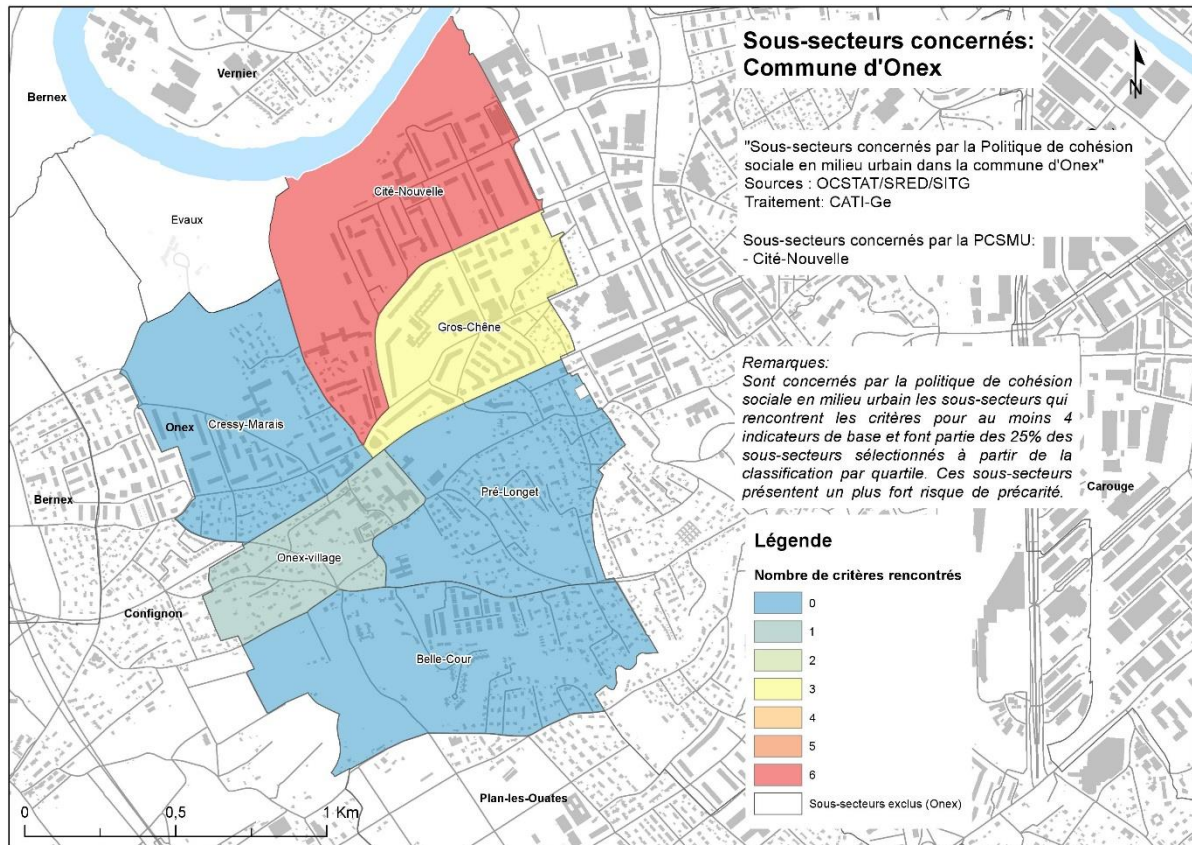 Sous-secteurs concernés:
Commune d'Onex
N
"Sous-secteurs concernés par la Politique de cohésion
sociale en milieu urbain dans la commune d'Onex"
Sources : OCSTAT/SRED/SITG
Traitement: CATI-Ge
Sous-secteurs concernés par la PCSMU:
- Cité-Nouvelle
Remarques:
Sont concernés par la politique de cohésion
sociale en milieu urbain les sous-secteurs qui
rencontrent les critères pour au moins 4
indicateurs de base et font partie des 25% des
sous-secteurs sélectionnés à partir de la
classification par quartile. Ces sous-secteurs
présentent un plus fort risque de précarité.
Légende
Nombre de critères rencontrés
0
1
2
3
4
5
6
Sous-secteurs exclus (Onex)
Vernier
Bernex
Cité-Nouvelle
Evaux
Gros-Chêne
Onex
Cressy-Marais
Bernex
Pré-Longet
Carouge
Onex-village
Confignon
Belle-Cour
Plan-les-Ouates
0
0,5
1 Km